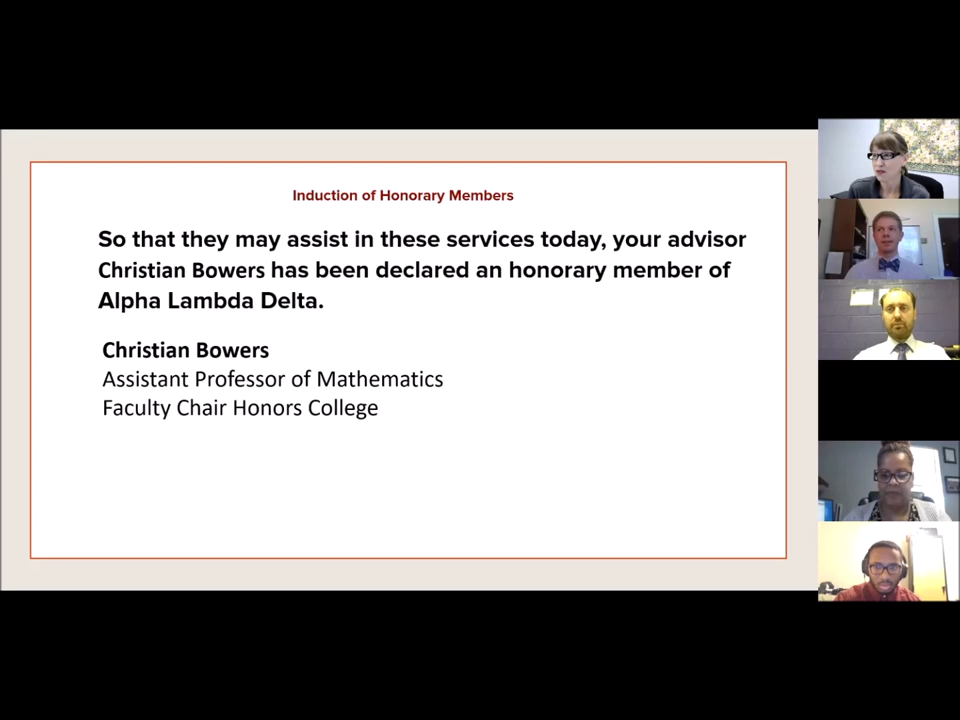 Induction of Honorary Members
So that they may assist in these services today, your advisor
Christian Bowers has been declared an honorary member of
Alpha Lambda Delta.
Christian Bowers
Assistant Professor of Mathematics
Faculty Chair Honors College